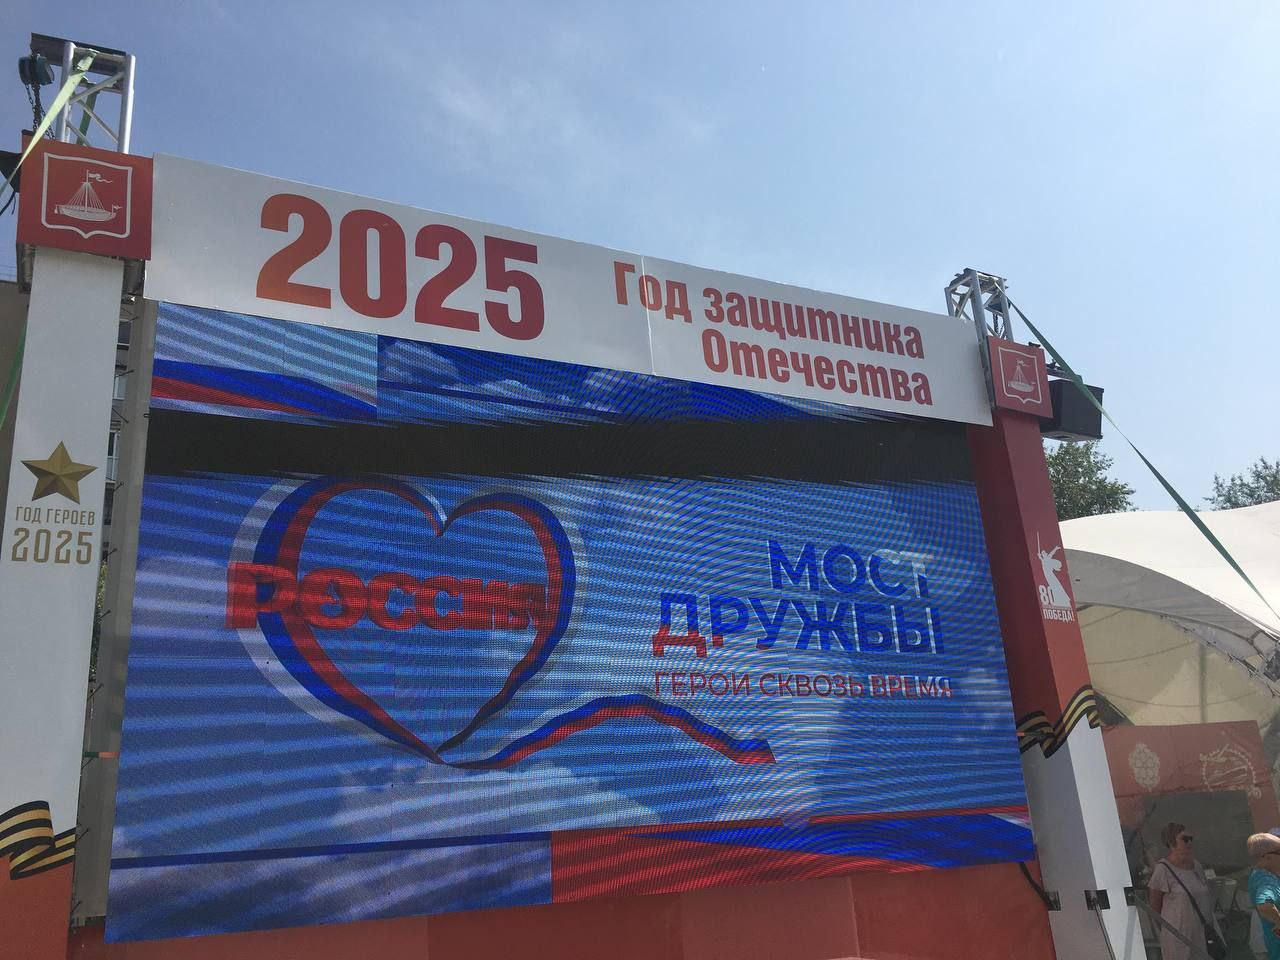 2025
Год защитника
Отечества
ГОД ГЕРОЕВ
2025
РОССИЯ
МОСТ
ДРУЖБЫ
ГЕРОИ СКВОЗЬ ВРЕМЯ
80
ПОБЕДА!